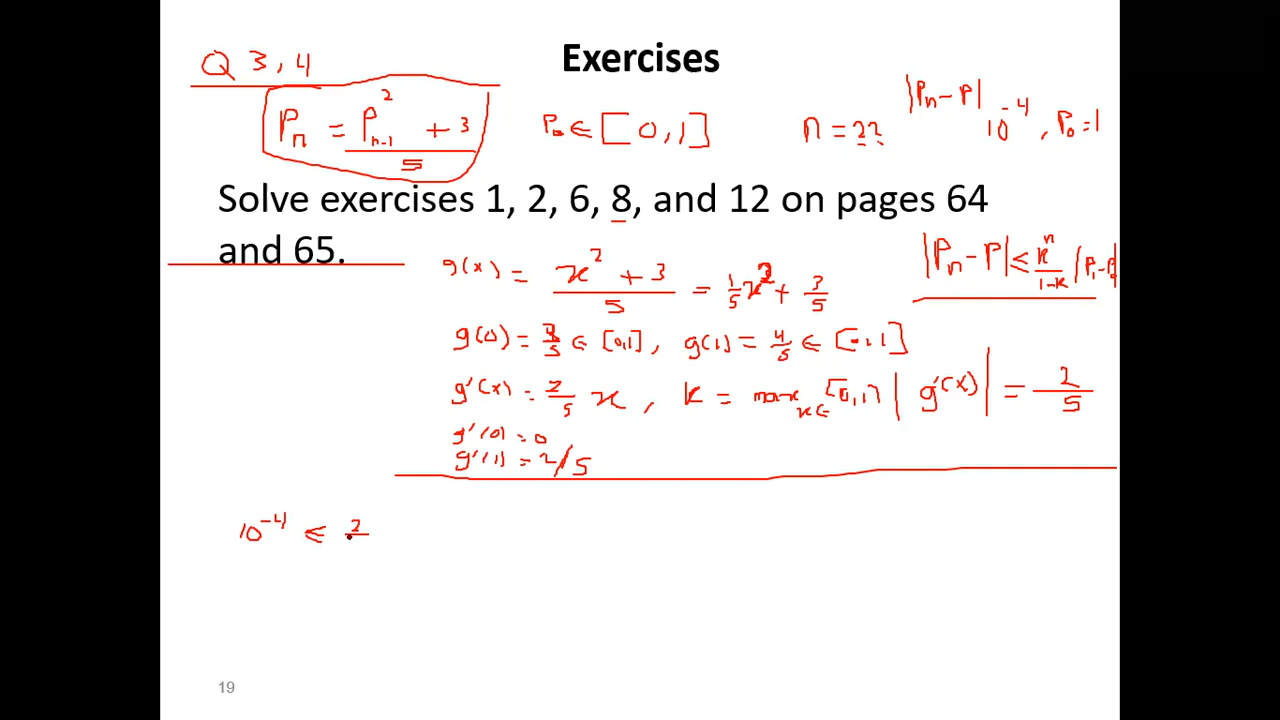 Exercises
Q 3, 4
Pn = P²n-1 + 3 / 5
P0 ∈ [0,1]
n = ??
|Pn - P| 10^-4, P0 = 1
Solve exercises 1, 2, 6, 8, and 12 on pages 64
and 65.
g(x) = x² + 3 / 5 = 1/5 x² + 3/5
|Pn - P| ≤ k^n / 1-k |P1 - P0|
g(0) = 3/5 ∈ [0,1], g(1) = 4/5 ∈ [0,1]
g'(x) = 2/5 x, k = max x∈[0,1] |g'(x)| = 2/5
g'(0) = 0
g'(1) = 2/5
10^-4 ≤ 2
19